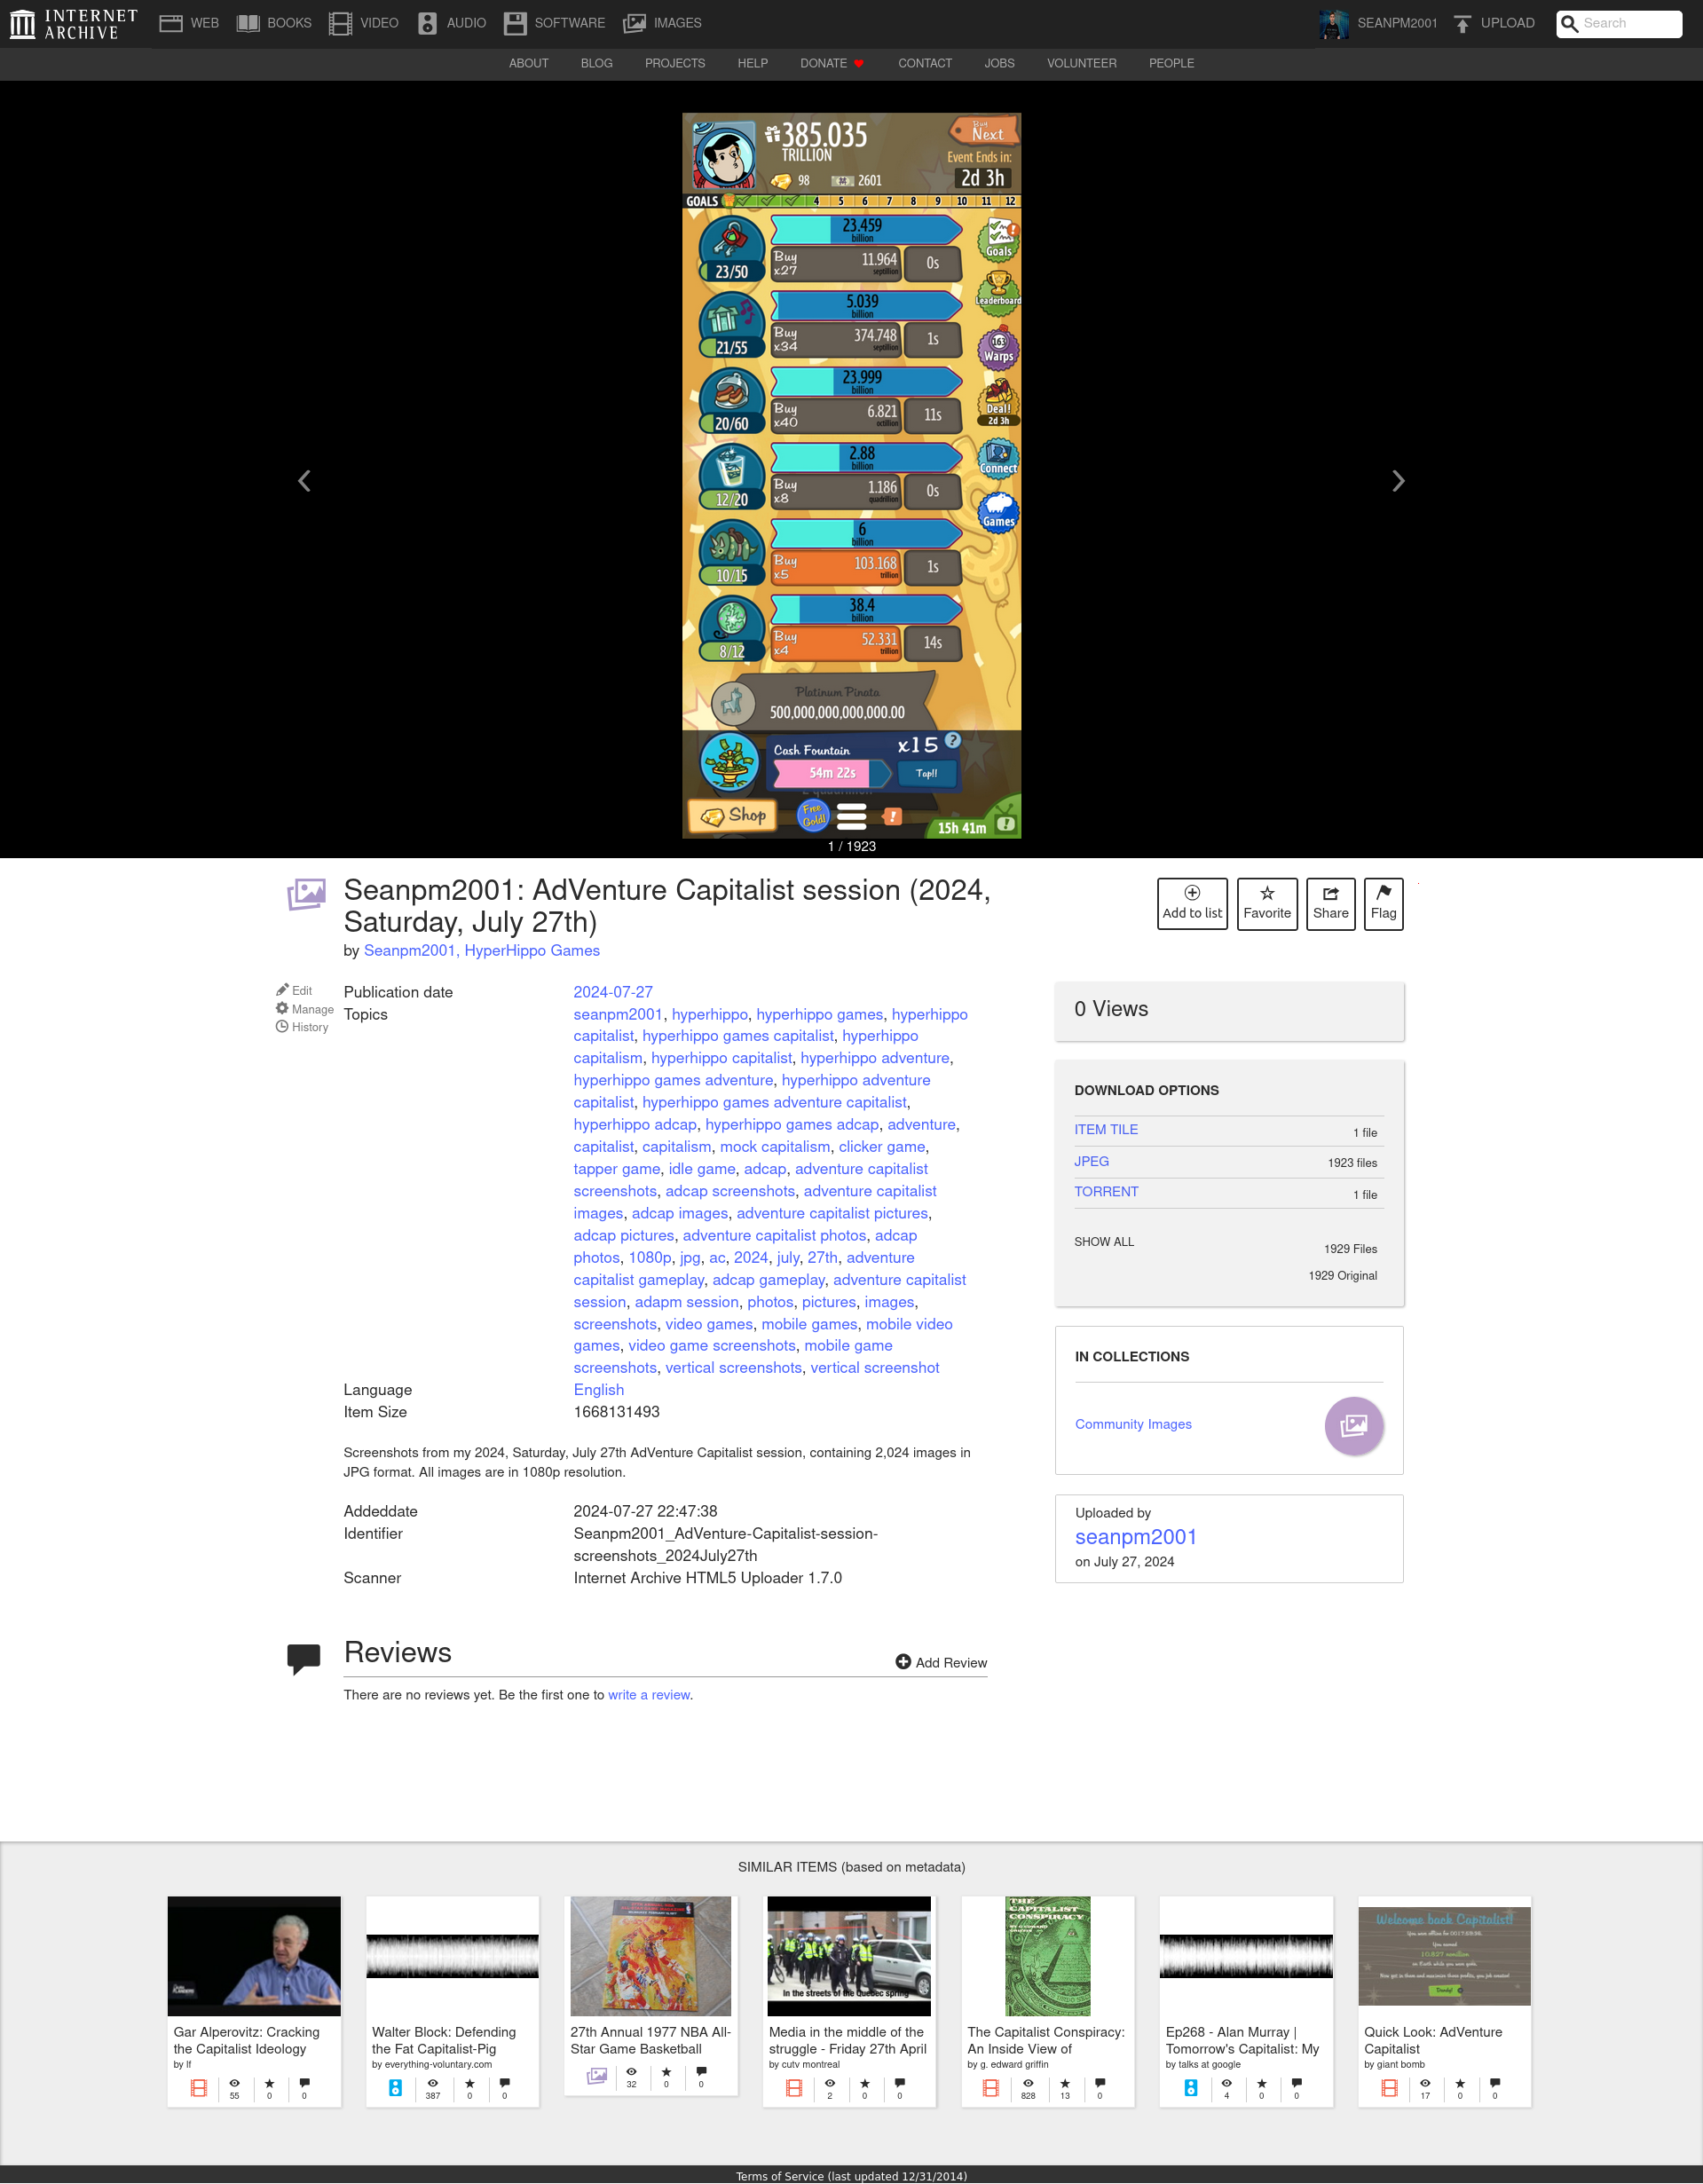 INTERNET ARCHIVE
WEB BOOKS VIDEO AUDIO SOFTWARE IMAGES SEANPM2001 UPLOAD Search
ABOUT BLOG PROJECTS HELP DONATE CONTACT JOBS VOLUNTEER PEOPLE
385.035
TRILLION
98 2601
Buy
Next
Event Ends in:
2d 3h
GOALS 4 5 6 7 8 9 10 11 12
23.459
billion
23/50
Buy x27
11.964
septillion
0s
Goals
5.039
billion
21/55
Buy x34
374.748
septillion
1s
Leaderboard
163
Warps
23.999
billion
20/60
Buy x40
6.821
octillion
11s
Deal!
2d 3h
2.88
billion
12/20
Buy x8
1.186
quadrillion
0s
Connect
Games
6
billion
10/15
Buy x5
103.168
trillion
1s
38.4
billion
8/12
Buy x4
52.331
trillion
14s
Platinum Pinata
500,000,000,000,000.00
Cash Fountain x15 ?
54m 22s Tap!!
Shop Free Gold! ! 15h 41m !
1 / 1923
Seanpm2001: AdVenture Capitalist session (2024,
Saturday, July 27th)
by Seanpm2001, HyperHippo Games
Add to list Favorite Share Flag
Edit
Manage
History
Publication date 2024-07-27
Topics seanpm2001, hyperhippo, hyperhippo games, hyperhippo
capitalist, hyperhippo games capitalist, hyperhippo
capitalism, hyperhippo capitalist, hyperhippo adventure,
hyperhippo games adventure, hyperhippo adventure
capitalist, hyperhippo games adventure capitalist,
hyperhippo adcap, hyperhippo games adcap, adventure,
capitalist, capitalism, mock capitalism, clicker game,
tapper game, idle game, adcap, adventure capitalist
screenshots, adcap screenshots, adventure capitalist
images, adcap images, adventure capitalist pictures,
adcap pictures, adventure capitalist photos, adcap
photos, 1080p, jpg, ac, 2024, july, 27th, adventure
capitalist gameplay, adcap gameplay, adventure capitalist
session, adapm session, photos, pictures, images,
screenshots, video games, mobile games, mobile video
games, video game screenshots, mobile game
screenshots, vertical screenshots, vertical screenshot
Language English
Item Size 1668131493
Screenshots from my 2024, Saturday, July 27th AdVenture Capitalist session, containing 2,024 images in
JPG format. All images are in 1080p resolution.
Addeddate 2024-07-27 22:47:38
Identifier Seanpm2001_AdVenture-Capitalist-session-
screenshots_2024July27th
Scanner Internet Archive HTML5 Uploader 1.7.0
0 Views
DOWNLOAD OPTIONS
ITEM TILE 1 file
JPEG 1923 files
TORRENT 1 file
SHOW ALL 1929 Files
1929 Original
IN COLLECTIONS
Community Images
Uploaded by
seanpm2001
on July 27, 2024
Reviews
Add Review
There are no reviews yet. Be the first one to write a review.
SIMILAR ITEMS (based on metadata)
Gar Alperovitz: Cracking
the Capitalist Ideology
by lf
55 0 0
Walter Block: Defending
the Fat Capitalist-Pig
by everything-voluntary.com
387 0 0
27th Annual 1977 NBA All-
Star Game Basketball
32 0 0
In the streets of the Quebec spring
Media in the middle of the
struggle - Friday 27th April
by cutv montreal
2 0 0
THE CAPITALIST CONSPIRACY
The Capitalist Conspiracy:
An Inside View of
by g. edward griffin
828 13 0
Ep268 - Alan Murray |
Tomorrow's Capitalist: My
by talks at google
4 0 0
Welcome back Capitalist!
Quick Look: AdVenture
Capitalist
by giant bomb
17 0 0
Terms of Service (last updated 12/31/2014)